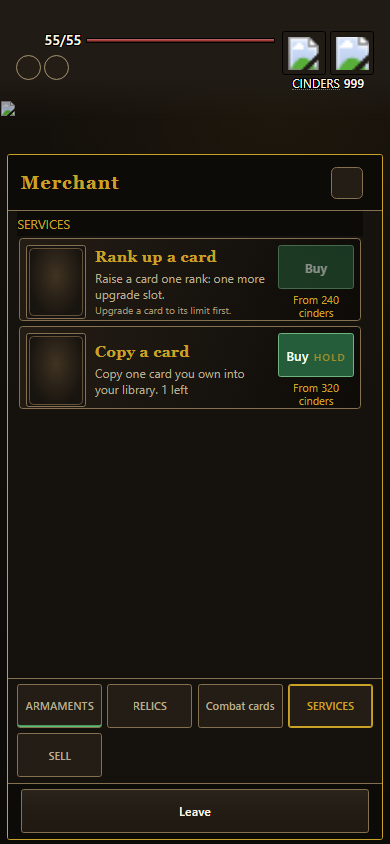 55/55
CINDERS 999
Merchant
SERVICES
Rank up a card
Raise a card one rank: one more
upgrade slot.
Upgrade a card to its limit first.
Buy
From 240
cinders
Copy a card
Copy one card you own into
your library. 1 left
Buy HOLD
From 320
cinders
ARMAMENTS
RELICS
Combat cards
SERVICES
SELL
Leave